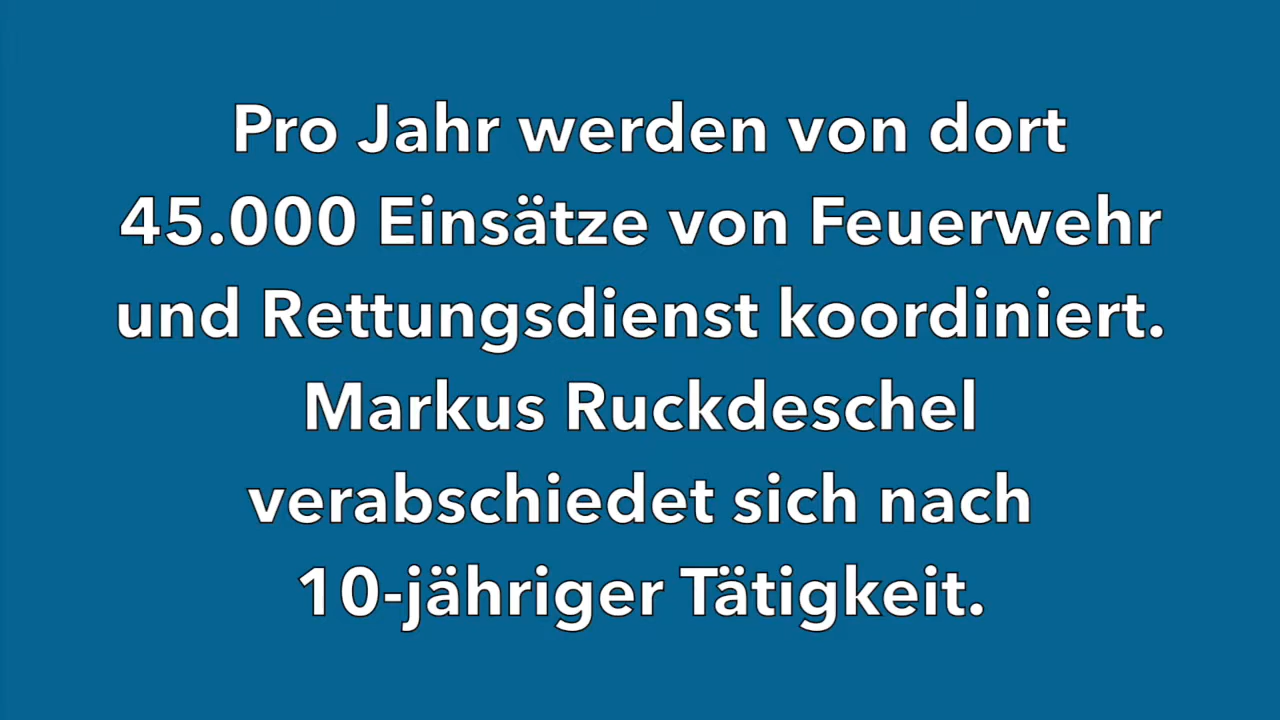 Pro Jahr werden von dort
45.000 Einsätze von Feuerwehr
und Rettungsdienst koordiniert.
Markus Ruckdeschel
verabschiedet sich nach
10-jähriger Tätigkeit.